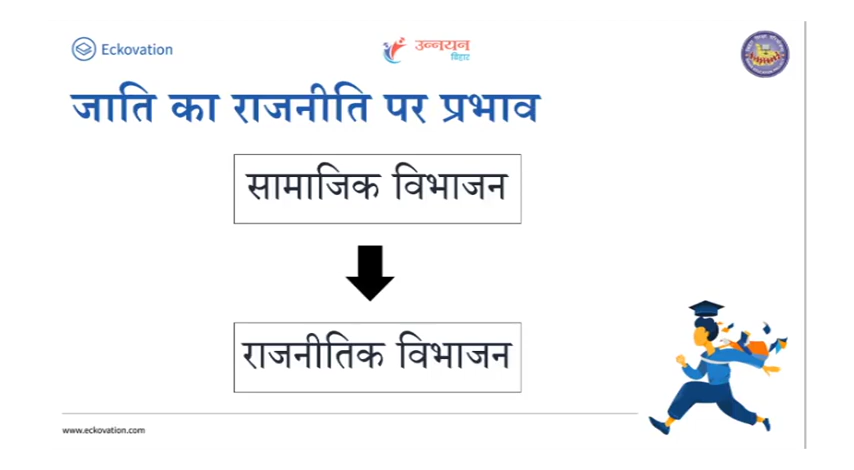 Eckovation
उन्नयन
बिहार
जाति का राजनीति पर प्रभाव
सामाजिक विभाजन
राजनीतिक विभाजन
www.eckovation.com